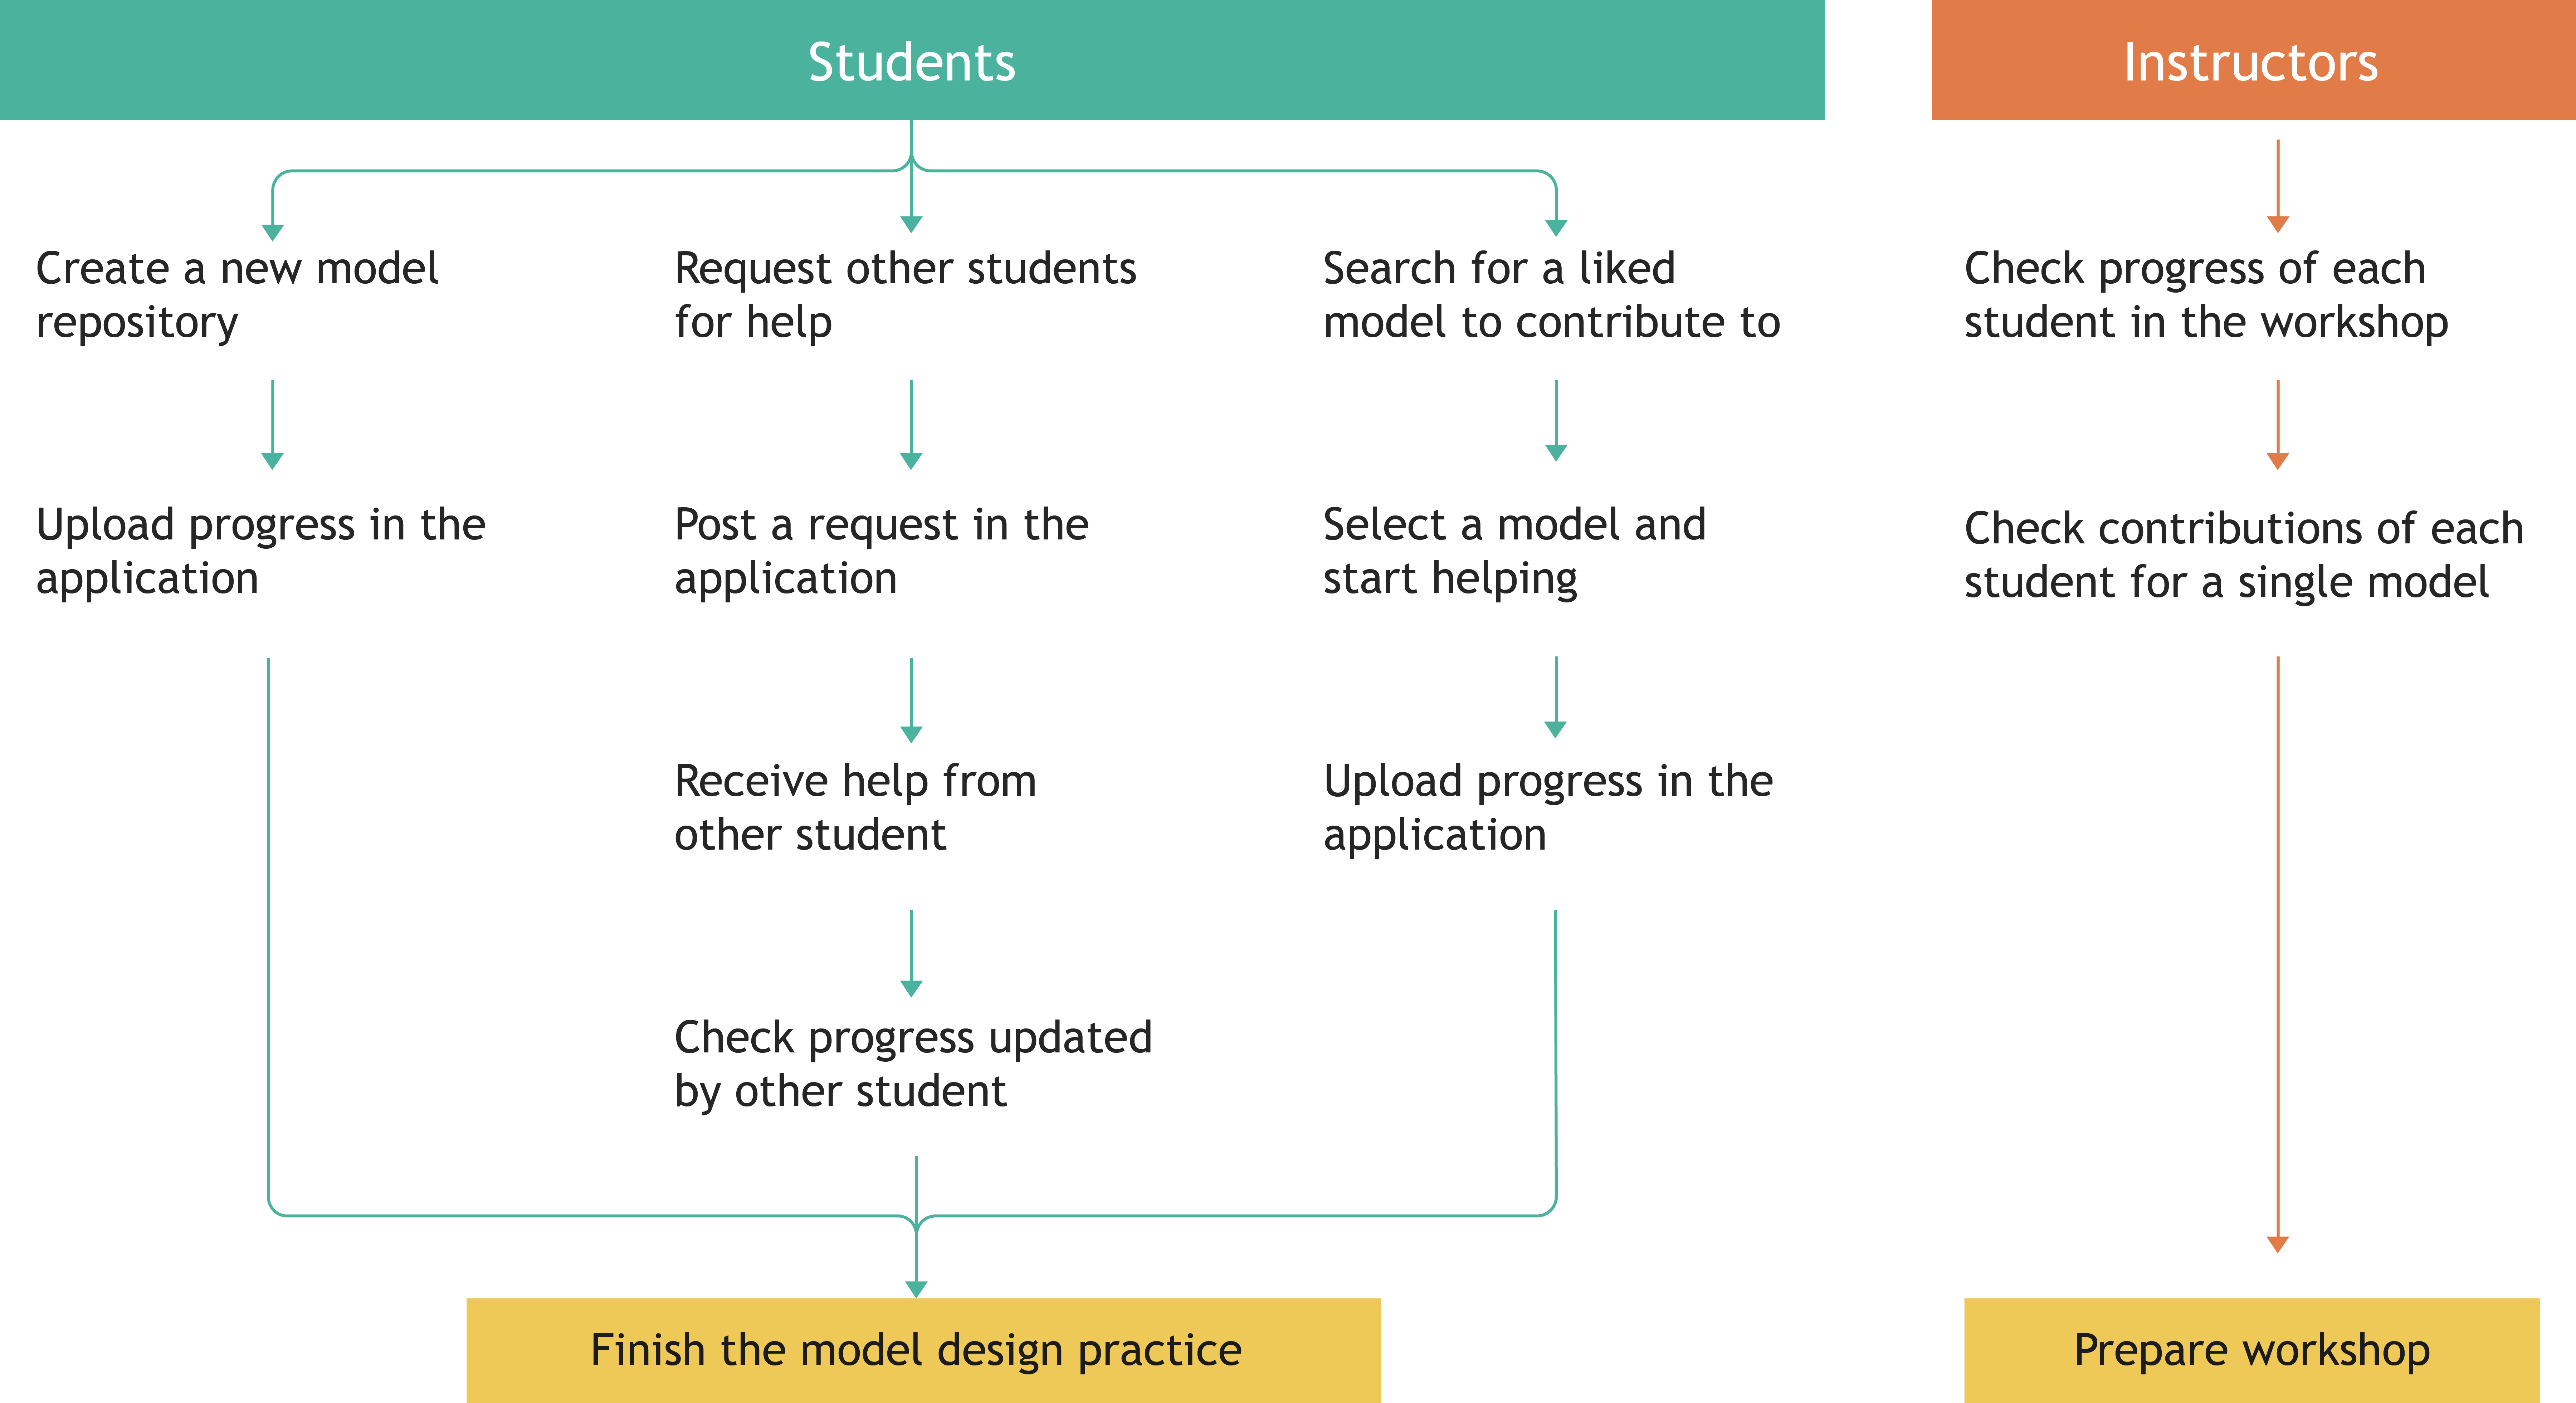 Students
Create a new model
repository
Upload progress in the
application
Request other students
for help
Post a request in the
application
Receive help from
other student
Check progress updated
by other student
Search for a liked
model to contribute to
Select a model and
start helping
Upload progress in the
application
Finish the model design practice
Instructors
Check progress of each
student in the workshop
Check contributions of each
student for a single model
Prepare workshop